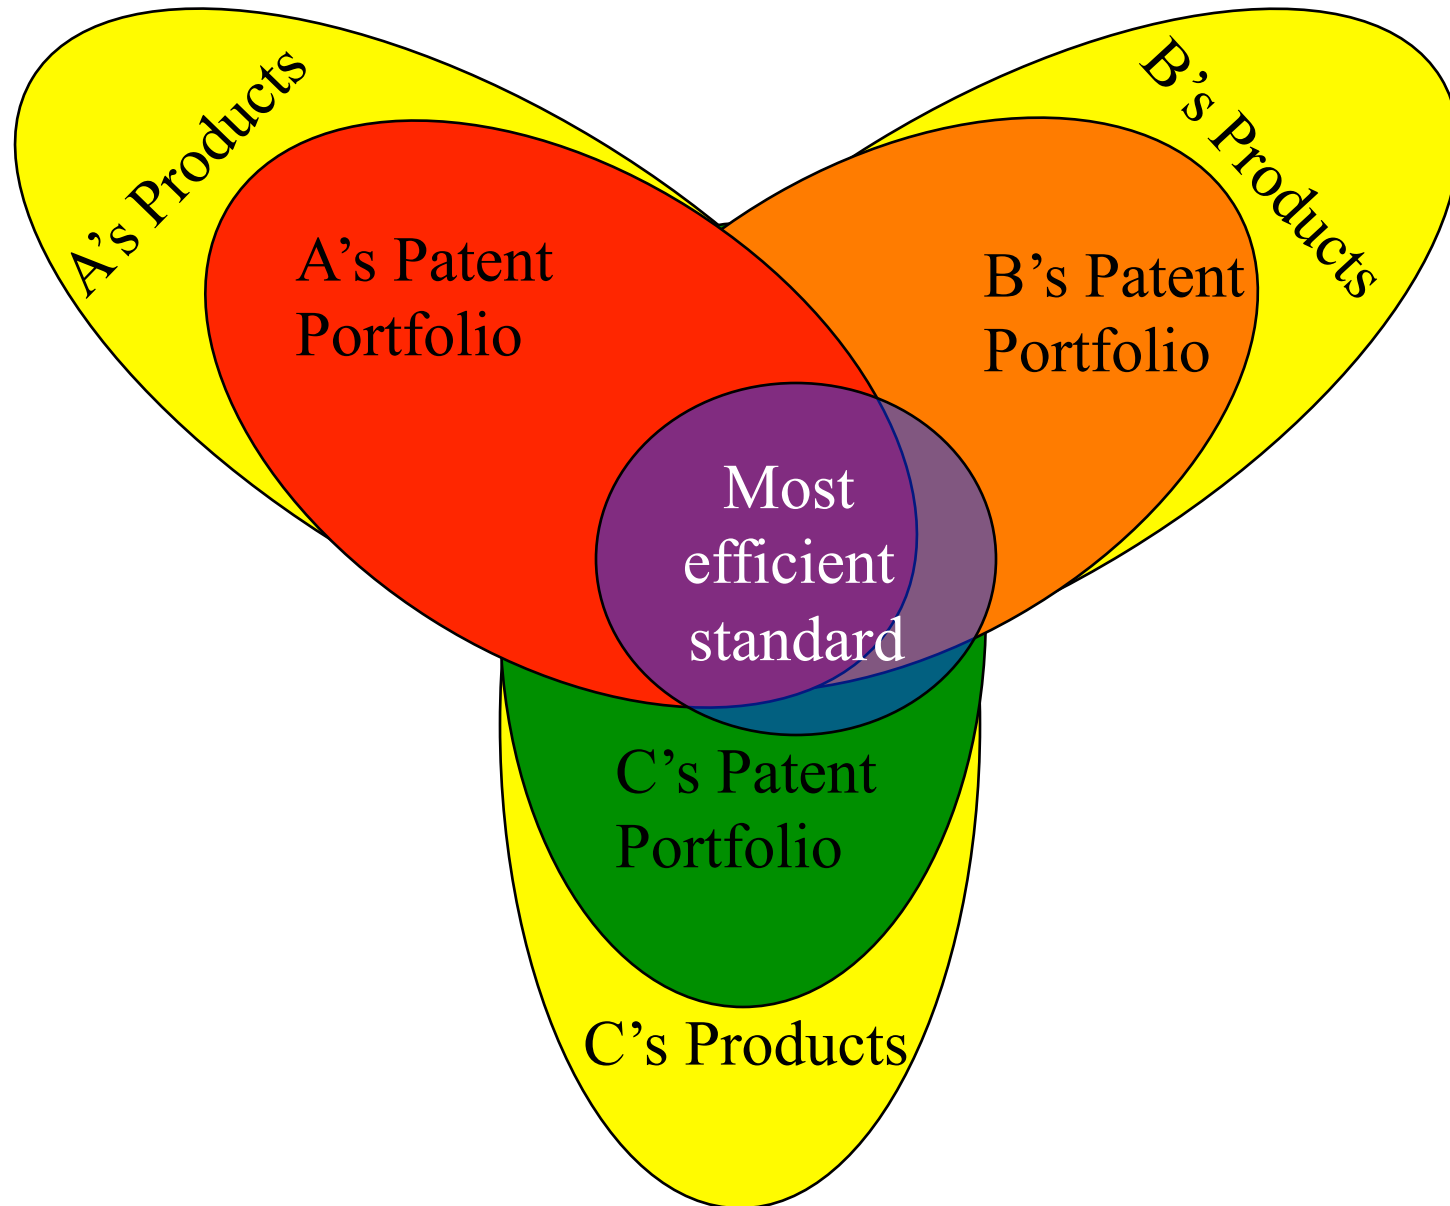 A’s Products
B’s Products
A’s Patent
Portfolio
B’s Patent
Portfolio
Most
efficient
standard
C’s Patent
Portfolio
C’s Products